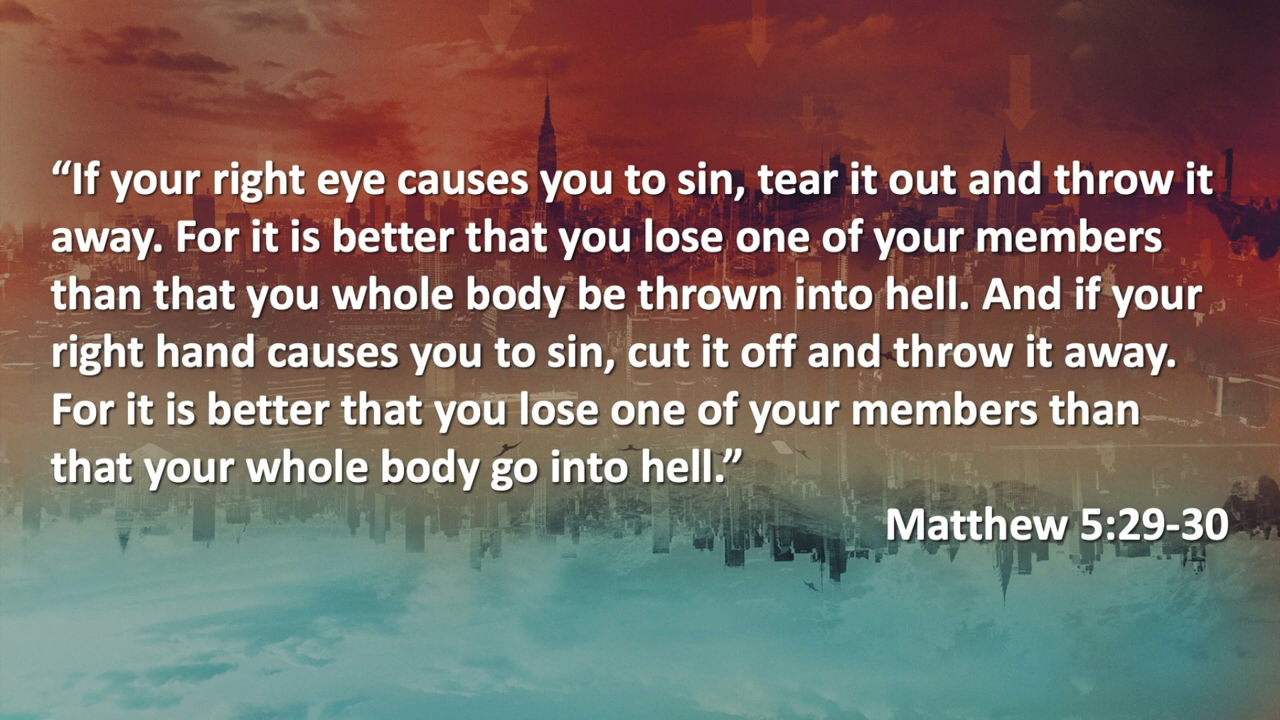 “If your right eye causes you to sin, tear it out and throw it
away. For it is better that you lose one of your members
than that you whole body be thrown into hell. And if your
right hand causes you to sin, cut it off and throw it away.
For it is better that you lose one of your members than
that your whole body go into hell.”
Matthew 5:29-30